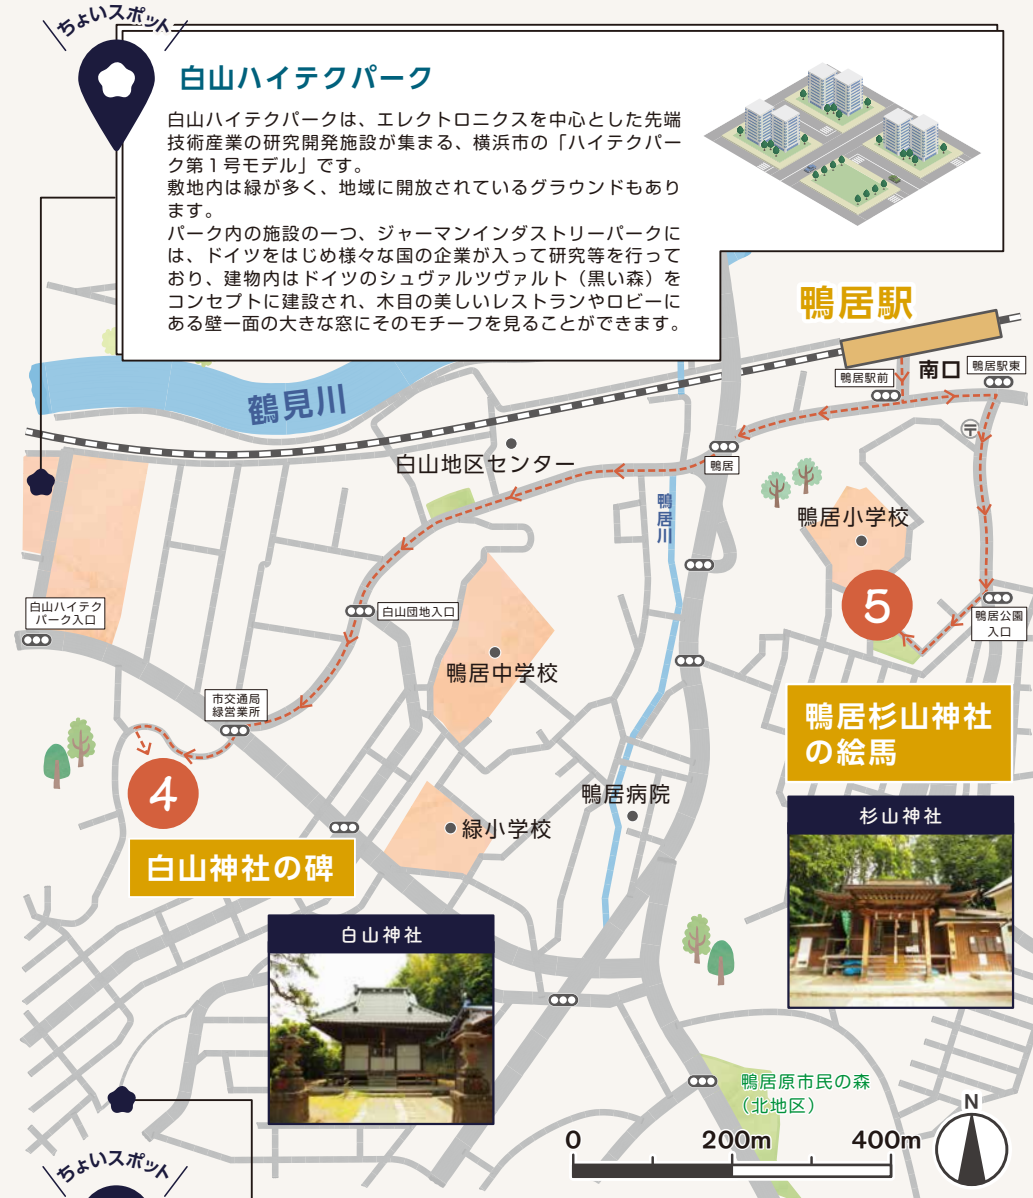 ちょいスポット
白山ハイテクパーク
白山ハイテクパークは、エレクトロニクスを中心とした先端
技術産業の研究開発施設が集まる、横浜市の「ハイテクパー
ク第1号モデル」です。
敷地内は緑が多く、地域に開放されているグラウンドもあり
ます。
パーク内の施設の一つ、ジャーマンインダストリーパークに
は、ドイツをはじめ様々な国の企業が入って研究等を行って
おり、建物内はドイツのシュヴァルツヴァルト（黒い森）を
コンセプトに建設され、木目の美しいレストランやロビーに
ある壁一面の大きな窓にそのモチーフを見ることができます。
鴨居駅
南口
鴨居駅前
鴨居駅東
〒
鶴見川
白山地区センター
鴨居
鴨居川
鴨居小学校
5
鴨居公園
入口
白山ハイテク
パーク入口
白山団地入口
鴨居中学校
市交通局
緑営業所
4
白山神社の碑
鴨居杉山神社
の絵馬
鴨居病院
緑小学校
杉山神社
白山神社
鴨居原市民の森
（北地区）
N
0
200m
400m
ちょいスポット